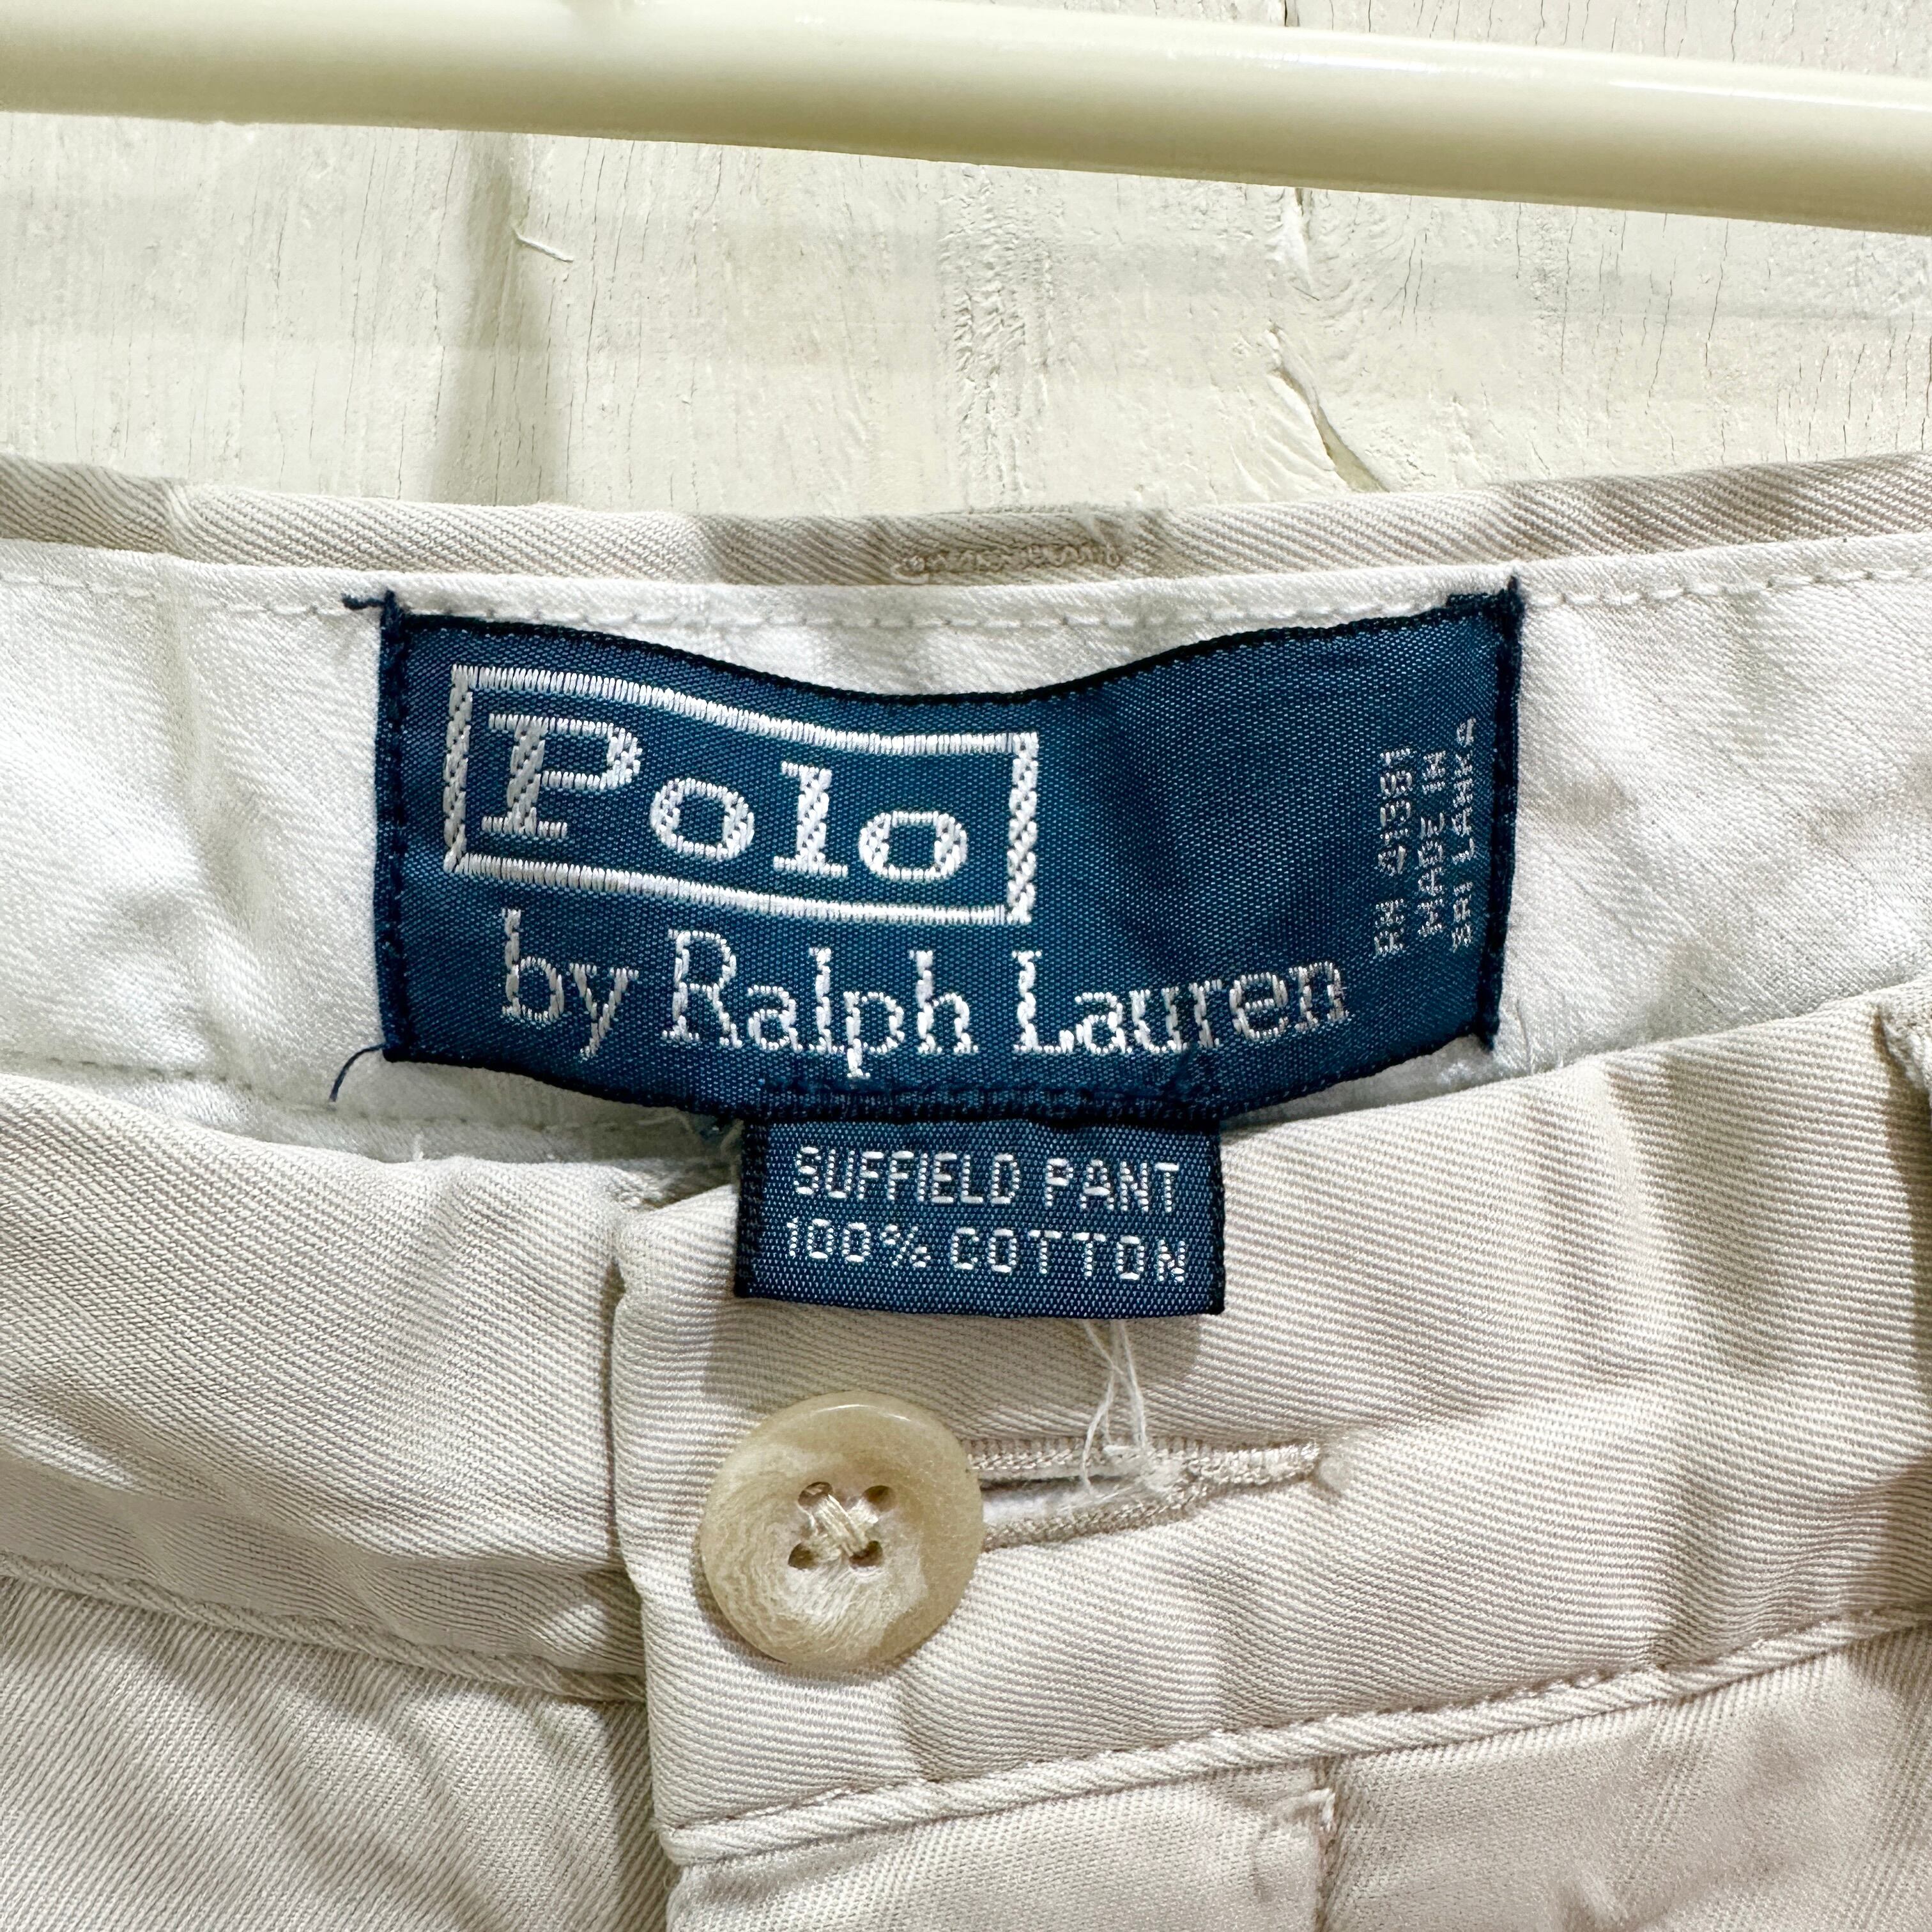 Polo
by Ralph Lauren
RN 41381
MADE IN
SRI LANKA
SUFFIELD PANT
100% COTTON